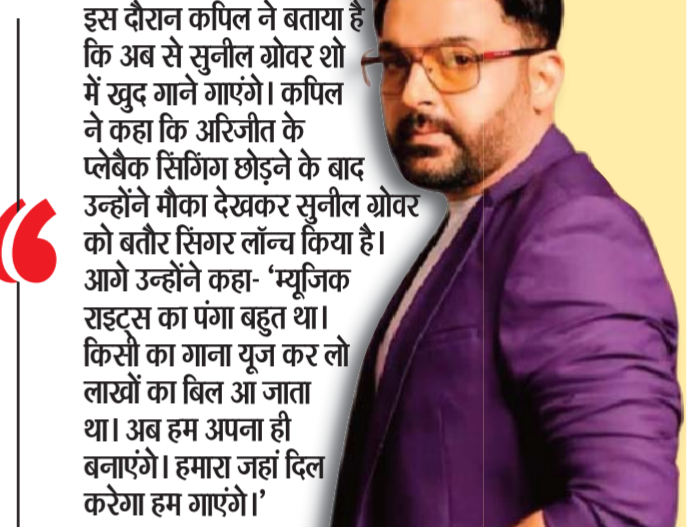 इस दौरान कपिल ने बताया है
कि अब से सुनील ग्रोवर शो
में खुद गाने गाएंगे। कपिल
ने कहा कि अरिजीत के
प्लेबैक सिंगिंग छोड़ने के बाद
उन्होंने मौका देखकर सुनील ग्रोवर
को बतौर सिंगर लॉन्च किया है।
आगे उन्होंने कहा- ‘म्यूजिक
राइट्स का पंगा बहुत था।
किसी का गाना यूज कर लो
लाखों का बिल आ जाता
था। अब हम अपना ही
बनाएंगे। हमारा जहां दिल
करेगा हम गाएंगे।’